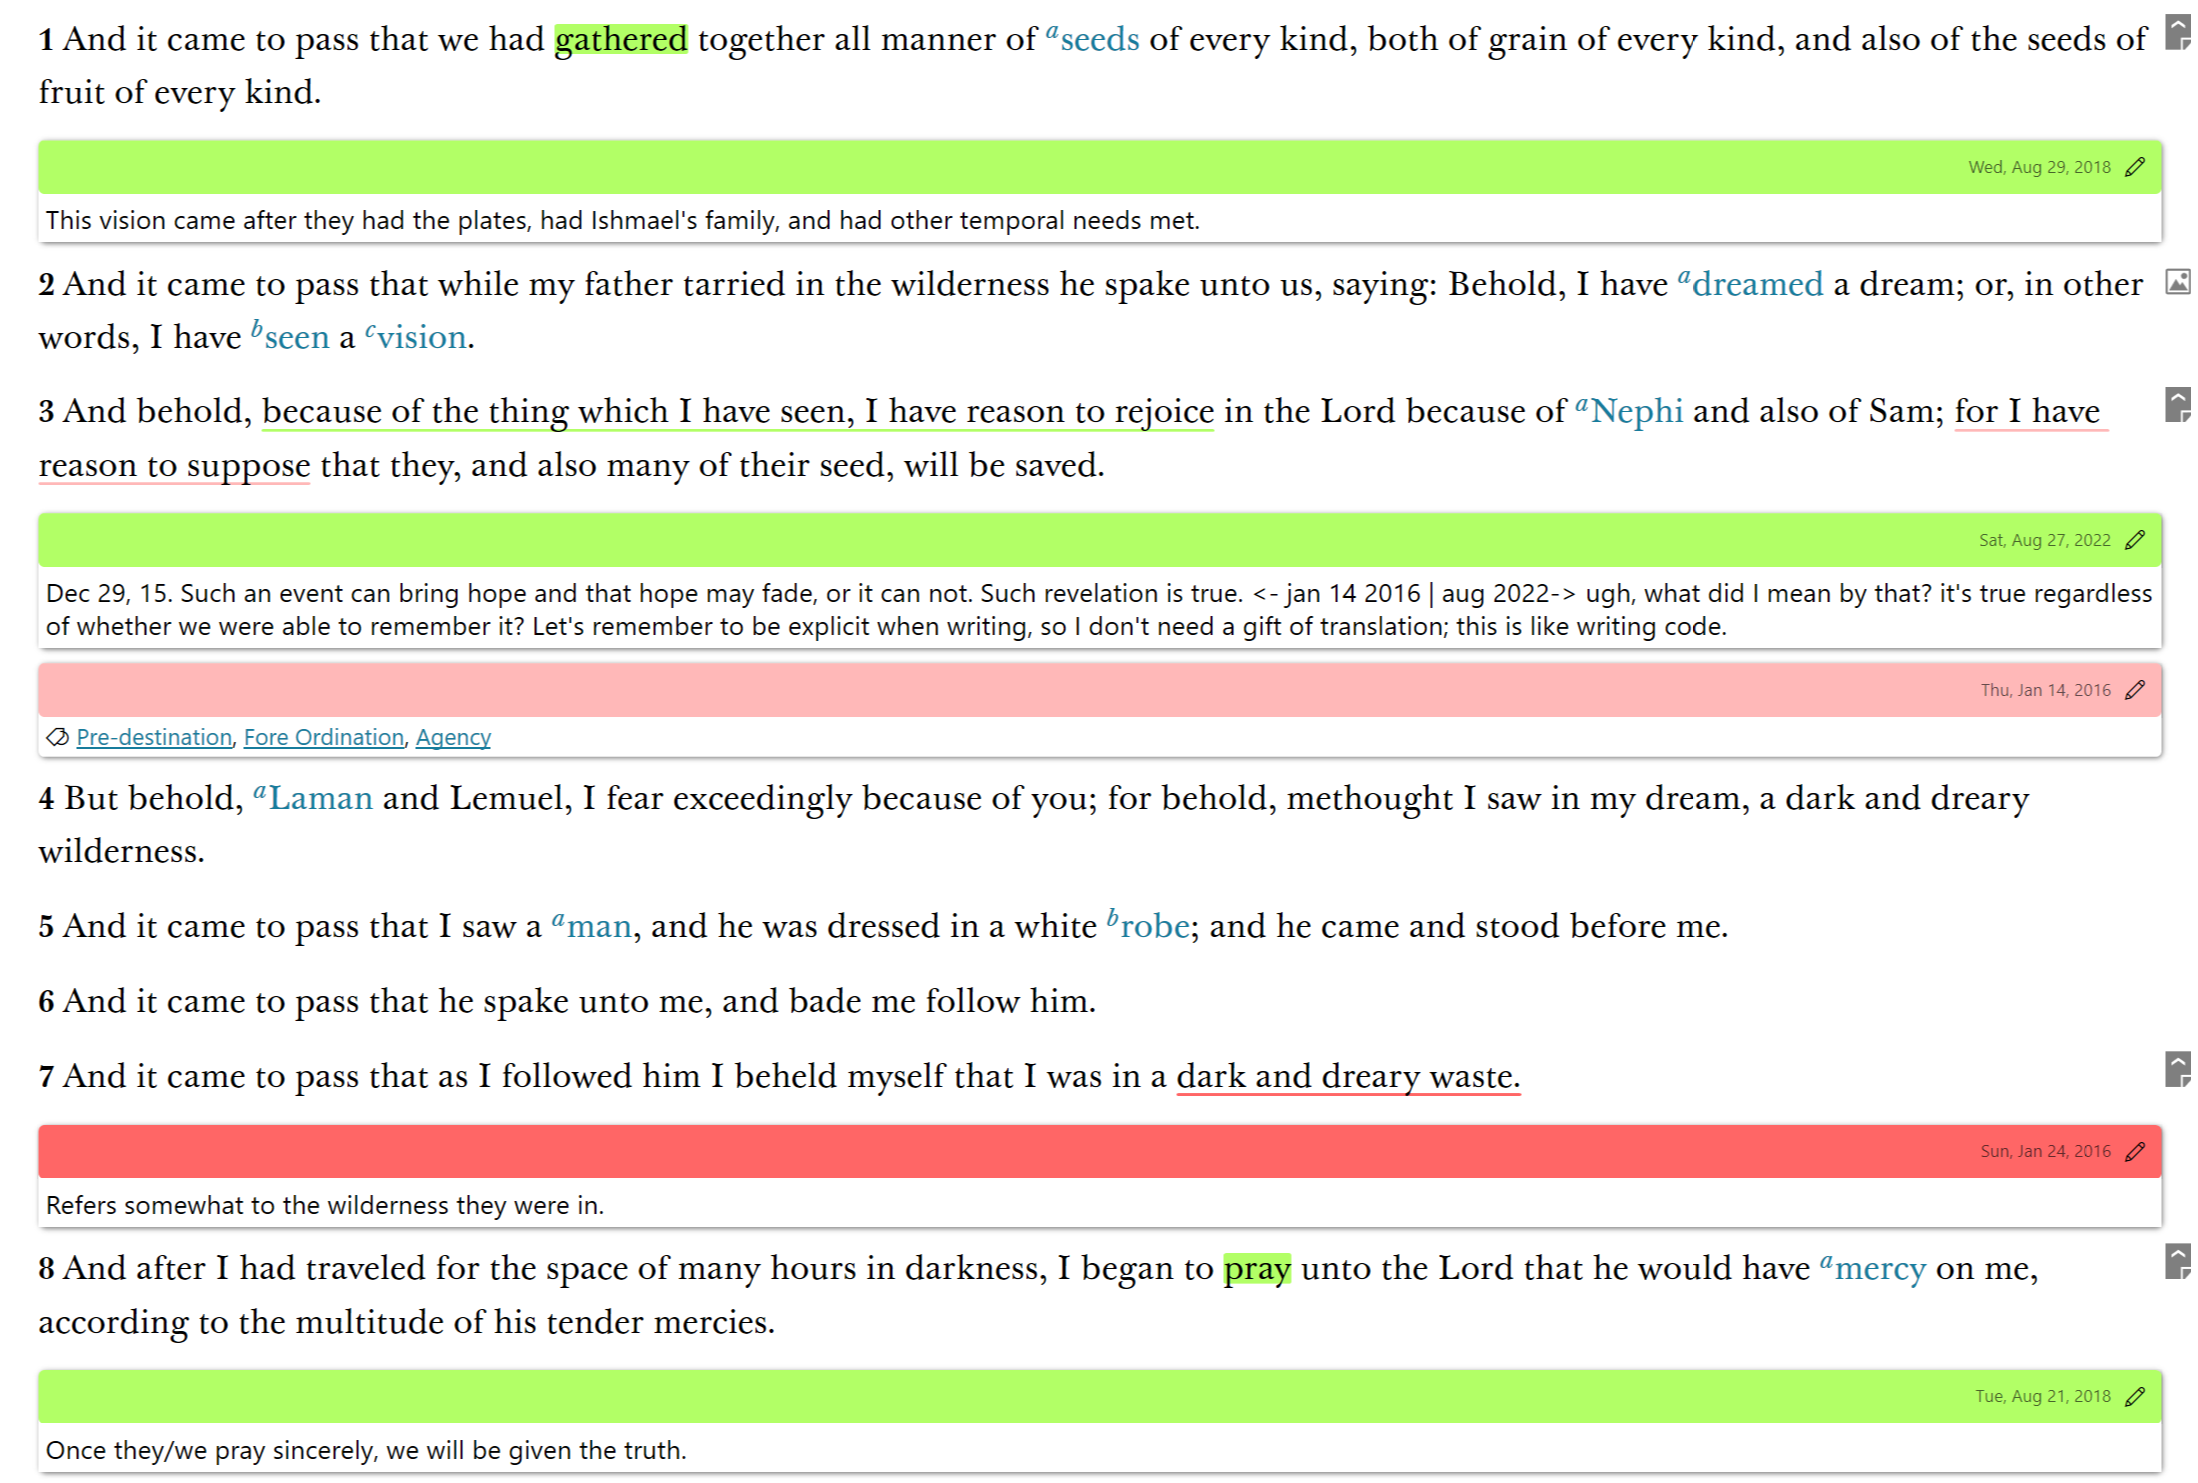 1 And it came to pass that we had gathered together all manner of aseeds of every kind, both of grain of every kind, and also of the seeds of
fruit of every kind.
Wed, Aug 29, 2018
This vision came after they had the plates, had Ishmael's family, and had other temporal needs met.
2 And it came to pass that while my father tarried in the wilderness he spake unto us, saying: Behold, I have adreamed a dream; or, in other
words, I have bseen a cvision.
3 And behold, because of the thing which I have seen, I have reason to rejoice in the Lord because of aNephi and also of Sam; for I have
reason to suppose that they, and also many of their seed, will be saved.
Sat, Aug 27, 2022
Dec 29, 15. Such an event can bring hope and that hope may fade, or it can not. Such revelation is true. <- jan 14 2016 | aug 2022-> ugh, what did I mean by that? it's true regardless
of whether we were able to remember it? Let's remember to be explicit when writing, so I don't need a gift of translation; this is like writing code.
Thu, Jan 14, 2016
Pre-destination, Fore Ordination, Agency
4 But behold, aLaman and Lemuel, I fear exceedingly because of you; for behold, methought I saw in my dream, a dark and dreary
wilderness.
5 And it came to pass that I saw a aman, and he was dressed in a white brobe; and he came and stood before me.
6 And it came to pass that he spake unto me, and bade me follow him.
7 And it came to pass that as I followed him I beheld myself that I was in a dark and dreary waste.
Sun, Jan 24, 2016
Refers somewhat to the wilderness they were in.
8 And after I had traveled for the space of many hours in darkness, I began to pray unto the Lord that he would have amercy on me,
according to the multitude of his tender mercies.
Tue, Aug 21, 2018
Once they/we pray sincerely, we will be given the truth.